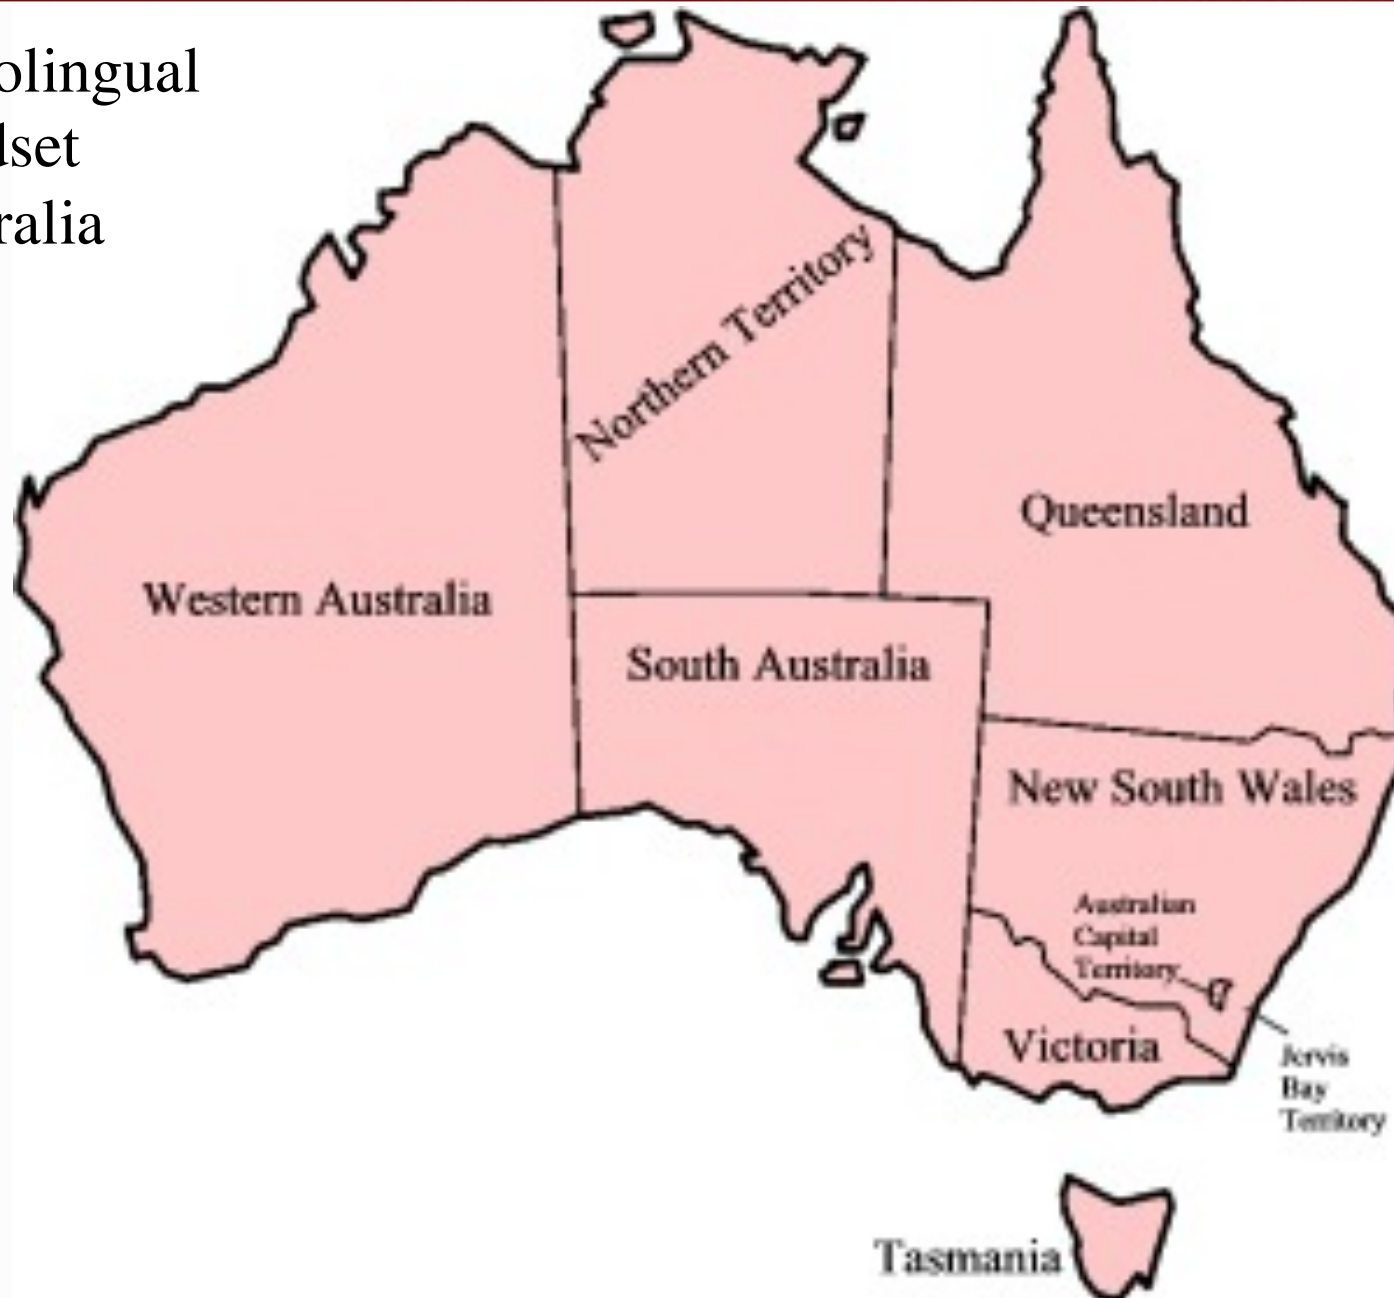 olingual
dset
ralia
Northern Territory
Queensland
Western Australia
South Australia
New South Wales
Australian
Capital
Territory
Victoria
Jervis
Bay
Territory
Tasmania